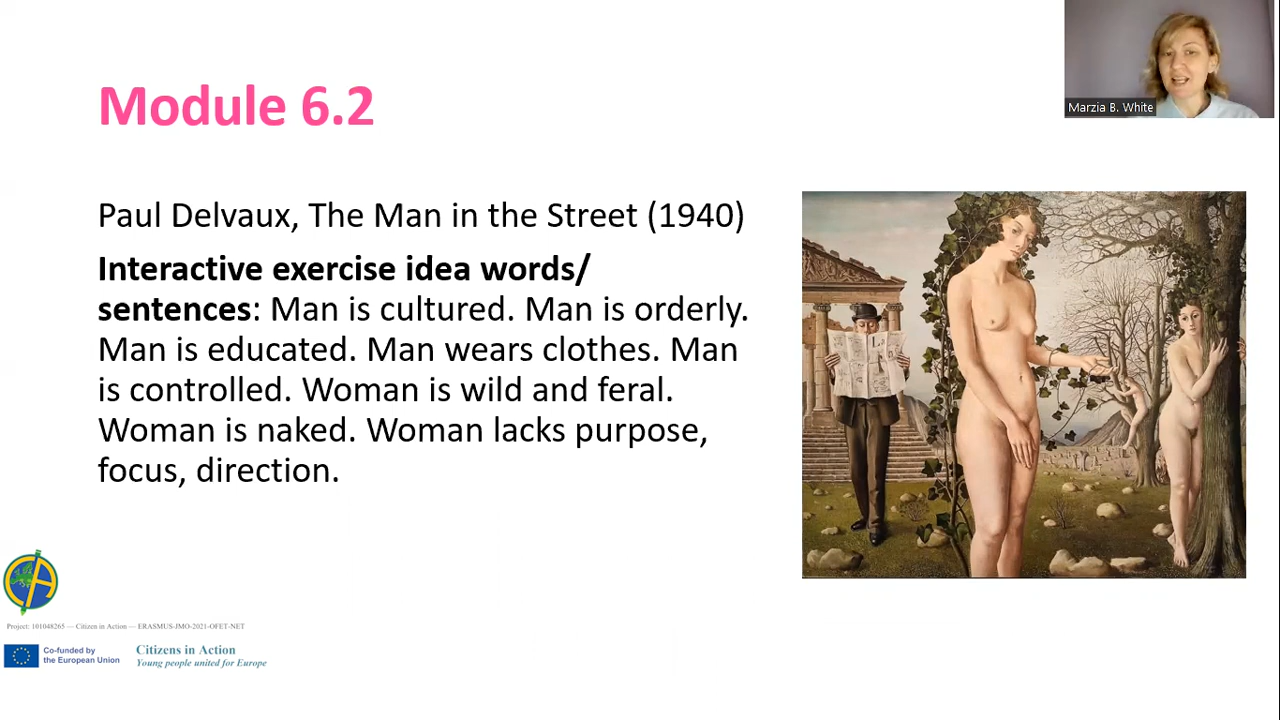 Module 6.2
Marzia B. White
Paul Delvaux, The Man in the Street (1940)
Interactive exercise idea words/
sentences: Man is cultured. Man is orderly.
Man is educated. Man wears clothes. Man
is controlled. Woman is wild and feral.
Woman is naked. Woman lacks purpose,
focus, direction.
Project: 101048265 — Citizen in Action — ERASMUS-JMO-2021-OFET-NET
Co-funded by
the European Union
Citizens in Action
Young people united for Europe